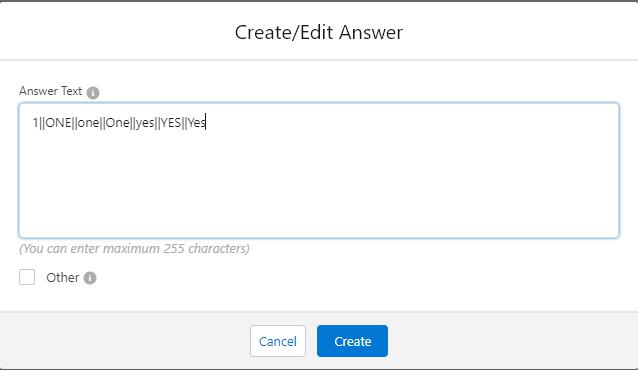 Create/Edit Answer
Answer Text
1||ONE||one||One||yes||YES||Yes
(You can enter maximum 255 characters)
Other
Cancel
Create